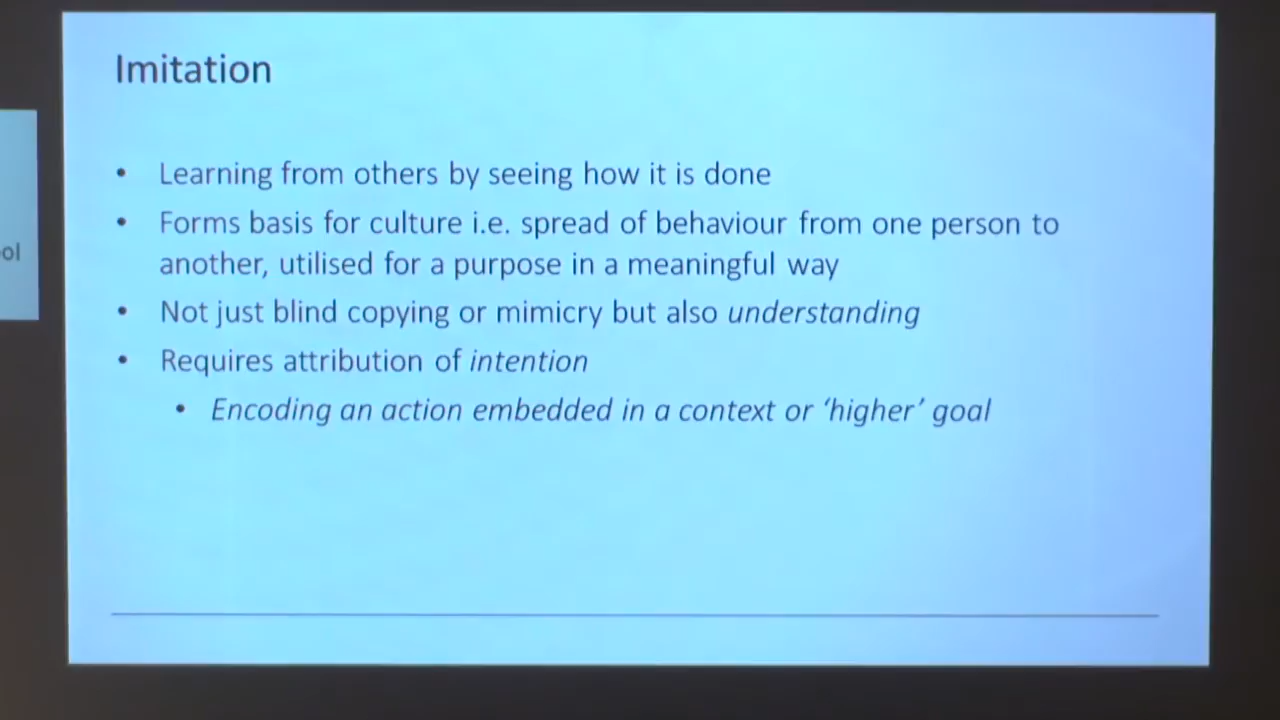 Imitation
• Learning from others by seeing how it is done
• Forms basis for culture i.e. spread of behaviour from one person to
another, utilised for a purpose in a meaningful way
• Not just blind copying or mimicry but also understanding
• Requires attribution of intention
• Encoding an action embedded in a context or ‘higher’ goal